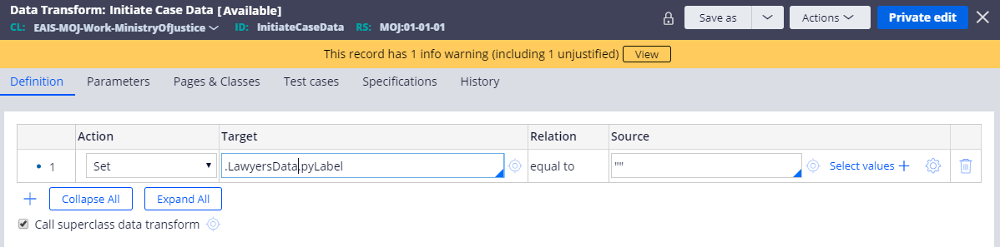 Data Transform: Initiate Case Data [Available]
CL: EAIS-MOJ-Work-MinistryOfJustice ID: InitiateCaseData RS: MOJ:01-01-01
Save as Actions Private edit
This record has 1 info warning (including 1 unjustified) View
Definition Parameters Pages & Classes Test cases Specifications History
Action Target Relation Source
1 Set .LawyersData.pyLabel equal to "" Select values
Collapse All Expand All
Call superclass data transform